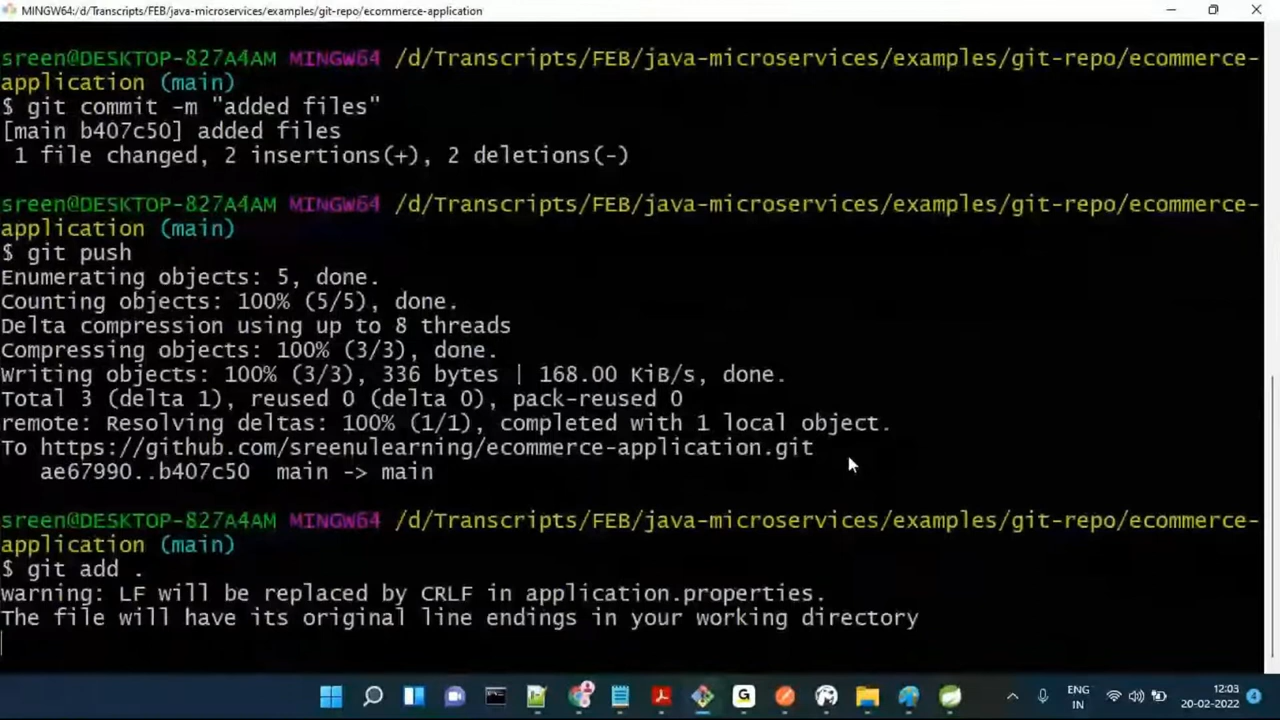 MINGW64:/d/Transcripts/FEB/java-microservices/examples/git-repo/ecommerce-application
sreen@DESKTOP-827A4AM MINGW64 /d/Transcripts/FEB/java-microservices/examples/git-repo/ecommerce-
application (main)
$ git commit -m "added files"
[main b407c50] added files
1 file changed, 2 insertions(+), 2 deletions(-)
sreen@DESKTOP-827A4AM MINGW64 /d/Transcripts/FEB/java-microservices/examples/git-repo/ecommerce-
application (main)
$ git push
Enumerating objects: 5, done.
Counting objects: 100% (5/5), done.
Delta compression using up to 8 threads
Compressing objects: 100% (3/3), done.
Writing objects: 100% (3/3), 336 bytes | 168.00 KiB/s, done.
Total 3 (delta 1), reused 0 (delta 0), pack-reused 0
remote: Resolving deltas: 100% (1/1), completed with 1 local object.
To https://github.com/sreenulearning/ecommerce-application.git
ae67990..b407c50 main -> main
sreen@DESKTOP-827A4AM MINGW64 /d/Transcripts/FEB/java-microservices/examples/git-repo/ecommerce-
application (main)
$ git add .
warning: LF will be replaced by CRLF in application.properties.
The file will have its original line endings in your working directory
ENG
IN
12:03
20-02-2022
4